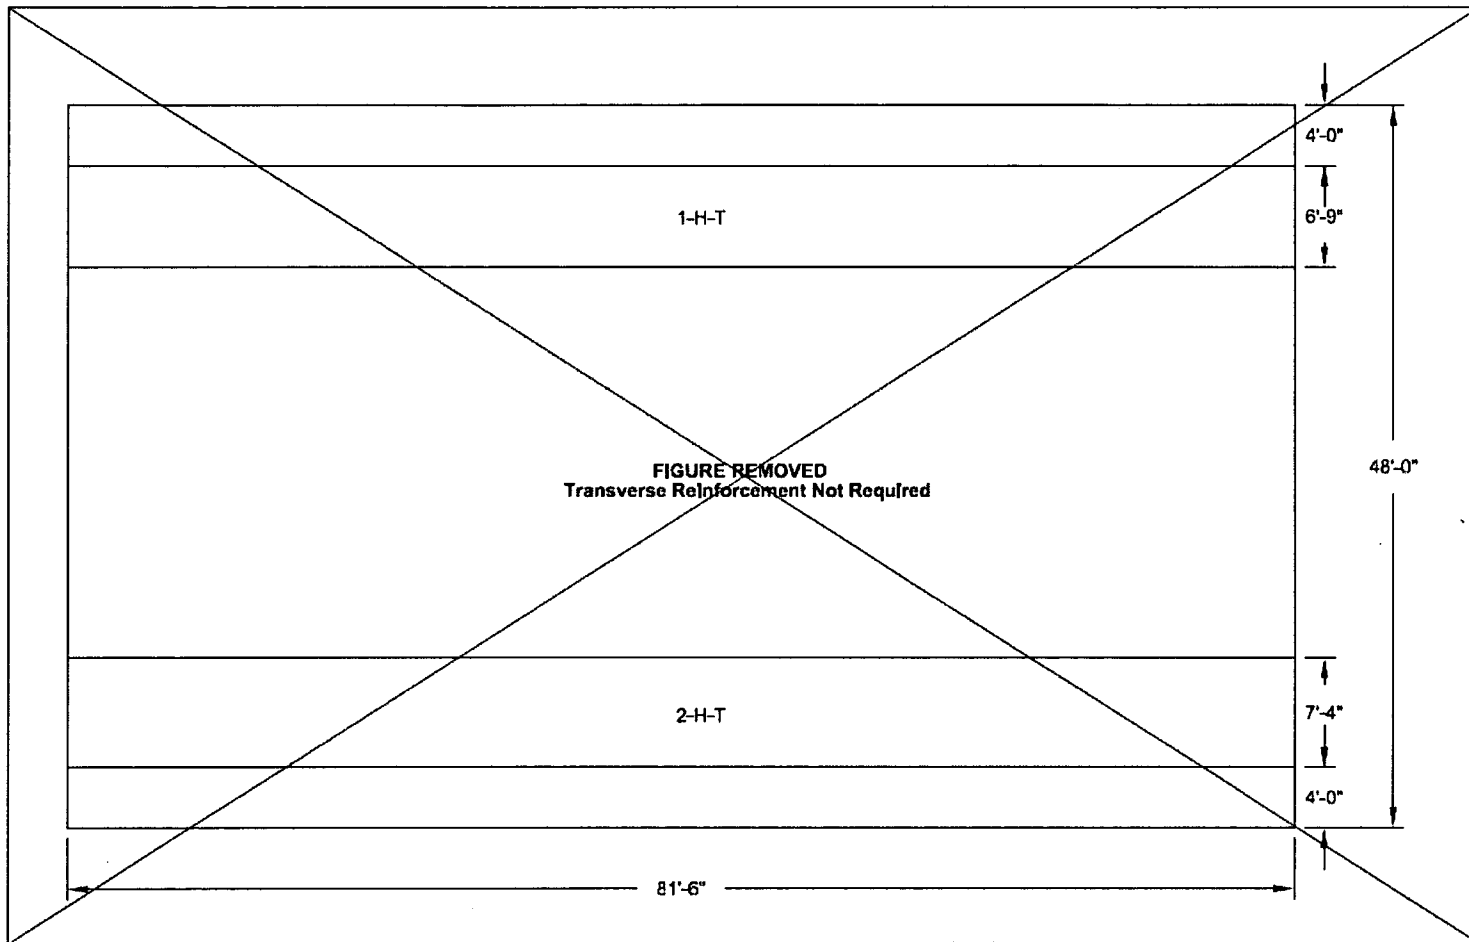 4'-0"
1-H-T
6'-9"
FIGURE REMOVED
Transverse Reinforcement Not Required
48'-0"
2-H-T
7'-4"
4'-0"
81'-6"